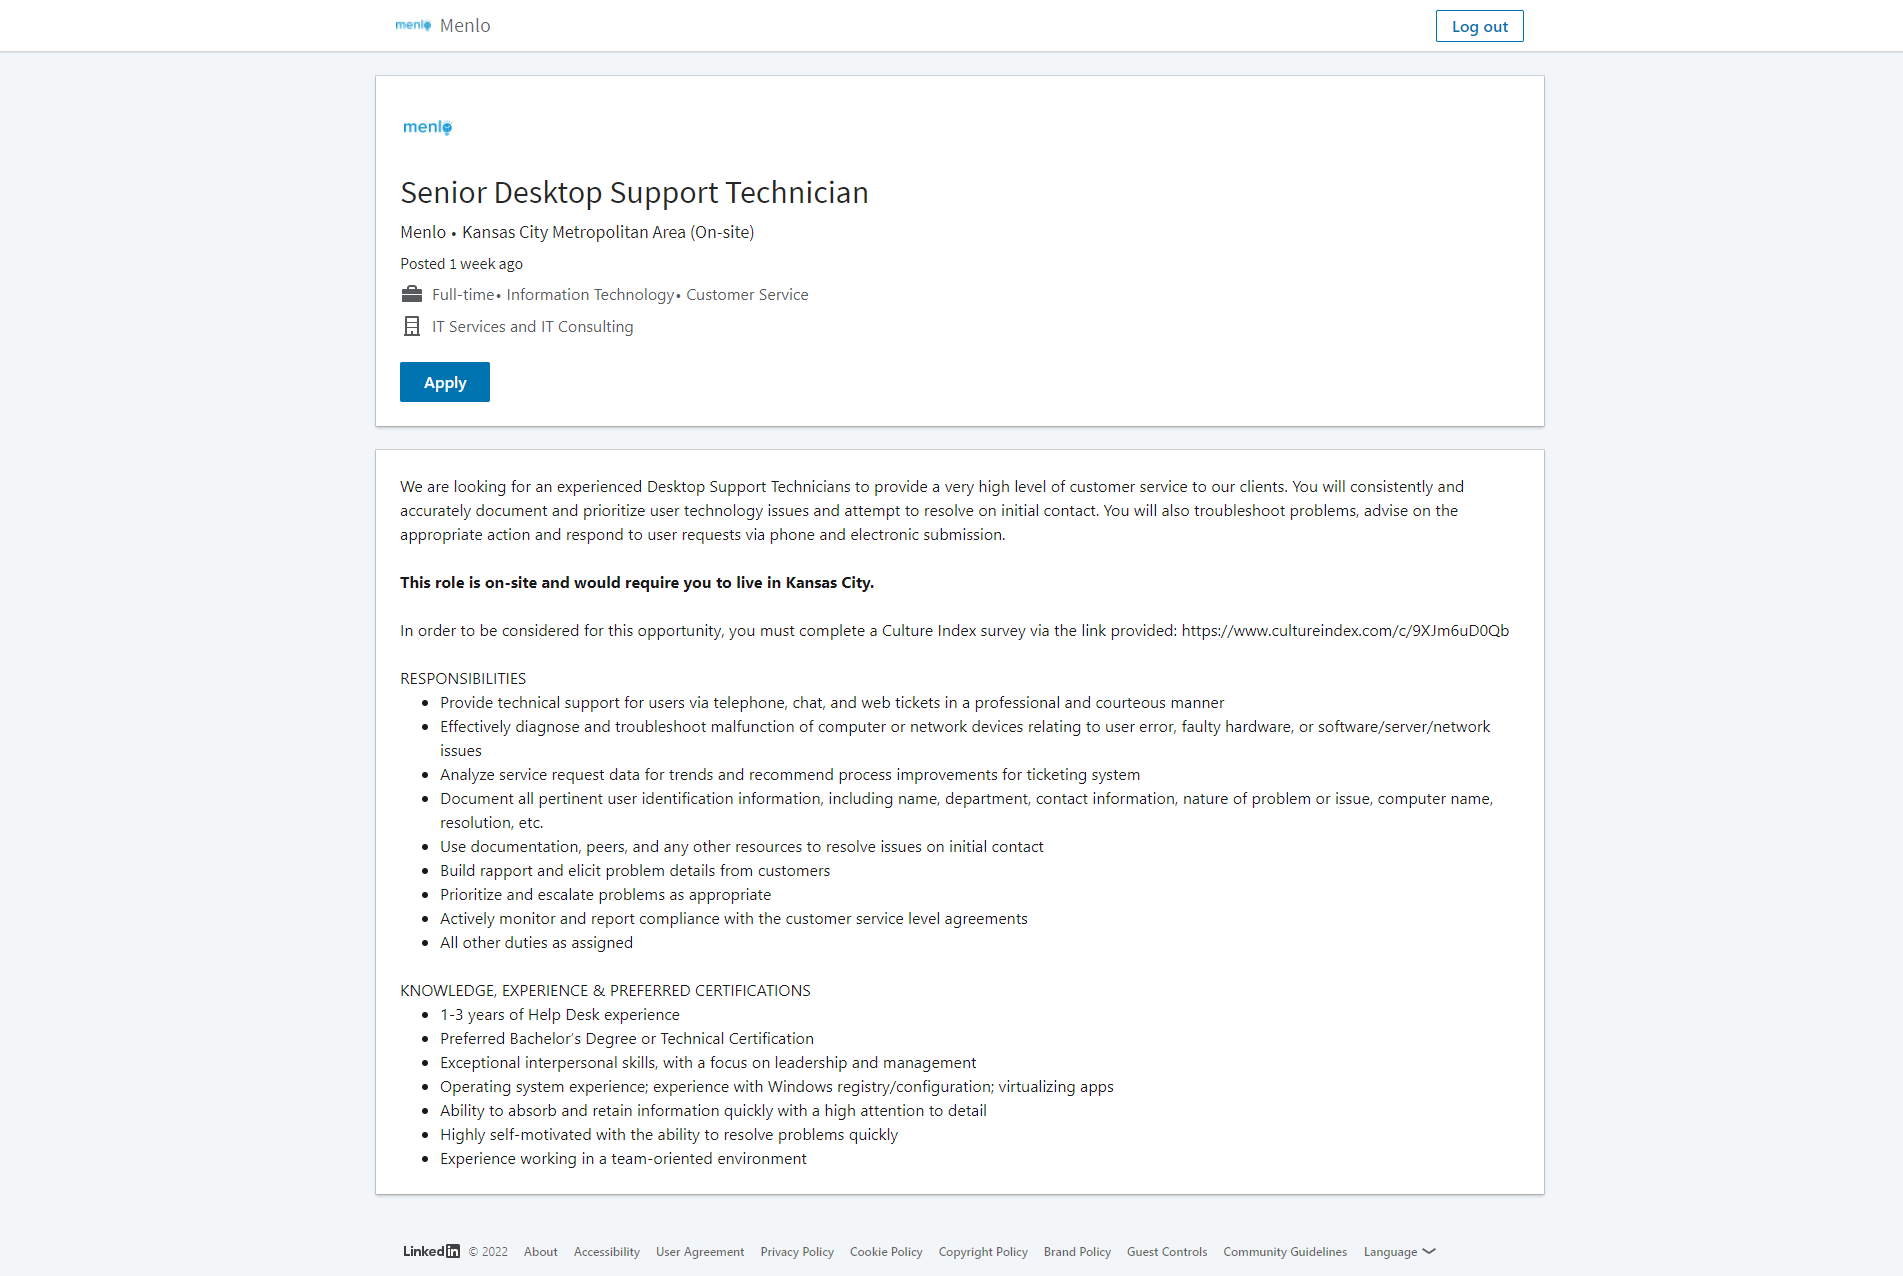 menlo Menlo
Log out
menlo
Senior Desktop Support Technician
Menlo • Kansas City Metropolitan Area (On-site)
Posted 1 week ago
Full-time• Information Technology• Customer Service
IT Services and IT Consulting
Apply
We are looking for an experienced Desktop Support Technicians to provide a very high level of customer service to our clients. You will consistently and
accurately document and prioritize user technology issues and attempt to resolve on initial contact. You will also troubleshoot problems, advise on the
appropriate action and respond to user requests via phone and electronic submission.
This role is on-site and would require you to live in Kansas City.
In order to be considered for this opportunity, you must complete a Culture Index survey via the link provided: https://www.cultureindex.com/c/9XJm6uD0Qb
RESPONSIBILITIES
• Provide technical support for users via telephone, chat, and web tickets in a professional and courteous manner
• Effectively diagnose and troubleshoot malfunction of computer or network devices relating to user error, faulty hardware, or software/server/network
issues
• Analyze service request data for trends and recommend process improvements for ticketing system
• Document all pertinent user identification information, including name, department, contact information, nature of problem or issue, computer name,
resolution, etc.
• Use documentation, peers, and any other resources to resolve issues on initial contact
• Build rapport and elicit problem details from customers
• Prioritize and escalate problems as appropriate
• Actively monitor and report compliance with the customer service level agreements
• All other duties as assigned
KNOWLEDGE, EXPERIENCE & PREFERRED CERTIFICATIONS
• 1-3 years of Help Desk experience
• Preferred Bachelor's Degree or Technical Certification
• Exceptional interpersonal skills, with a focus on leadership and management
• Operating system experience; experience with Windows registry/configuration; virtualizing apps
• Ability to absorb and retain information quickly with a high attention to detail
• Highly self-motivated with the ability to resolve problems quickly
• Experience working in a team-oriented environment
LinkedIn © 2022 About Accessibility User Agreement Privacy Policy Cookie Policy Copyright Policy Brand Policy Guest Controls Community Guidelines Language